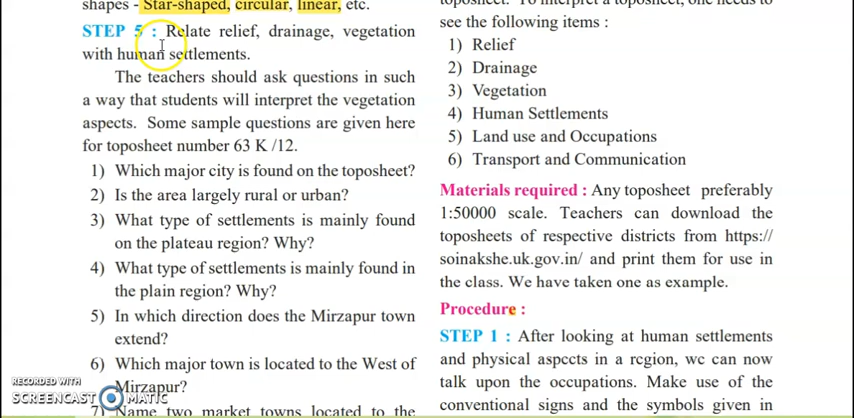 shapes - Star-shaped, circular, linear, etc.
STEP 5 : Relate relief, drainage, vegetation
with human settlements.
The teachers should ask questions in such
a way that students will interpret the vegetation
aspects. Some sample questions are given here
for toposheet number 63 K /12.
1) Which major city is found on the toposheet?
2) Is the area largely rural or urban?
3) What type of settlements is mainly found
on the plateau region? Why?
4) What type of settlements is mainly found in
the plain region? Why?
5) In which direction does the Mirzapur town
extend?
6) Which major town is located to the West of
Mirzapur?
7) Name two market towns located to the
toposheet. To interpret a toposheet, one needs to
see the following items :
1) Relief
2) Drainage
3) Vegetation
4) Human Settlements
5) Land use and Occupations
6) Transport and Communication
Materials required : Any toposheet preferably
1:50000 scale. Teachers can download the
toposheets of respective districts from https://
soinakshe.uk.gov.in/ and print them for use in
the class. We have taken one as example.
Procedure :
STEP 1 : After looking at human settlements
and physical aspects in a region, we can now
talk upon the occupations. Make use of the
conventional signs and the symbols given in
RECORDED WITH
SCREENCAST MATIC